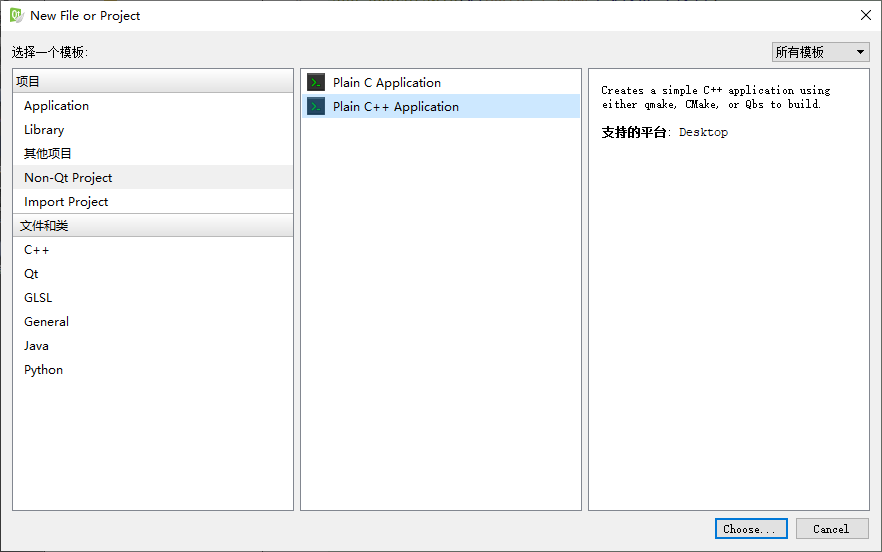 New File or Project
选择一个模板:
所有模板
项目
Application
Library
其他项目
Non-Qt Project
Import Project
文件和类
C++
Qt
GLSL
General
Java
Python
Plain C Application
Plain C++ Application
Creates a simple C++ application using
either qmake, CMake, or Qbs to build.
支持的平台: Desktop
Choose...
Cancel